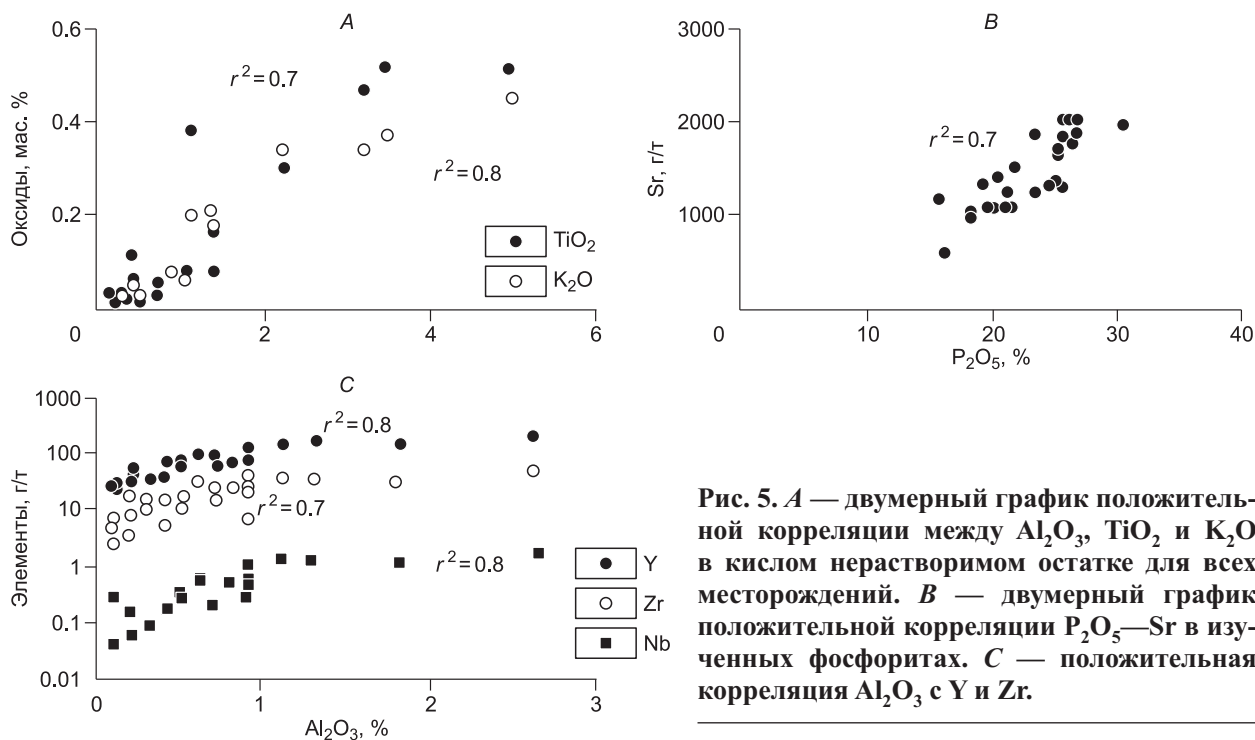 A
0.6
0.4
0.2
0
2
4
6
Оксиды, мас. %
r² = 0.7
r² = 0.8
TiO₂
K₂O
B
3000
2000
1000
0
10
20
30
40
Sr, г/т
r² = 0.7
P₂O₅, %
C
1000
100
10
1
0.1
0.01
0
1
2
3
Элементы, г/т
r² = 0.8
r² = 0.7
r² = 0.8
Y
Zr
Nb
Al₂O₃, %
Рис. 5. A — двумерный график положитель-
ной корреляции между Al₂O₃, TiO₂ и K₂O
в кислом нерастворимом остатке для всех
месторождений. B — двумерный график
положительной корреляции P₂O₅—Sr в изу-
ченных фосфоритах. C — положительная
корреляция Al₂O₃ с Y и Zr.